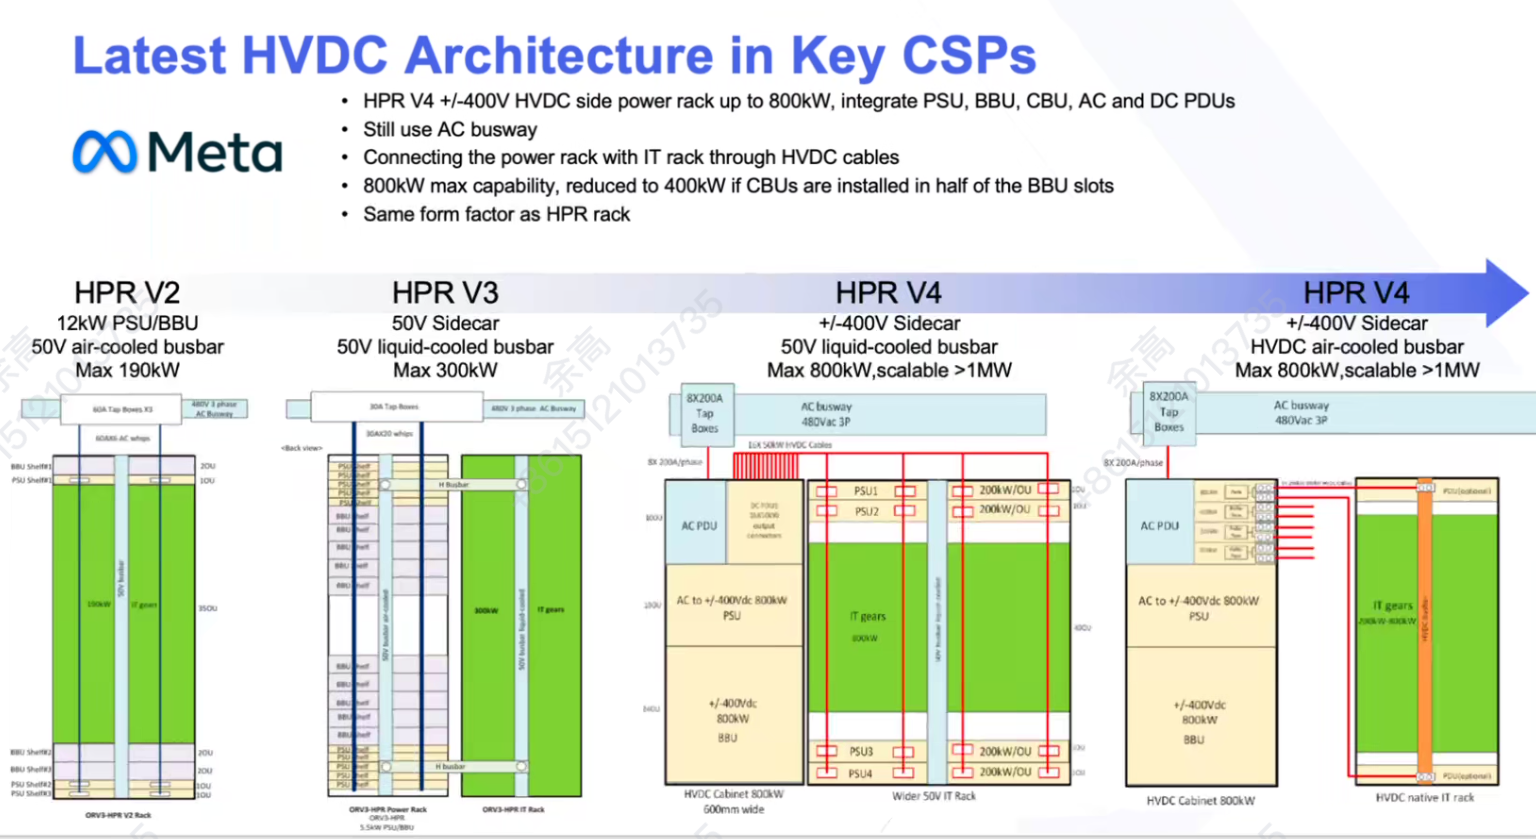 Latest HVDC Architecture in Key CSPs
• HPR V4 +/-400V HVDC side power rack up to 800kW, integrate PSU, BBU, CBU, AC and DC PDUs
• Still use AC busway
• Connecting the power rack with IT rack through HVDC cables
• 800kW max capability, reduced to 400kW if CBUs are installed in half of the BBU slots
• Same form factor as HPR rack
Meta
HPR V2
12kW PSU/BBU
50V air-cooled busbar
Max 190kW
60A Tap Boxes X3
480V 3 phase
AC Busway
60AX6 AC whips
BBU Shelf#1
PSU Shelf#1
2OU
1OU
50V busbar
190kW
IT gears
35OU
BBU Shelf#2
BBU Shelf#3
PSU Shelf#2
PSU Shelf#3
2OU
2OU
1OU
1OU
ORV3-HPR V2 Rack
HPR V3
50V Sidecar
50V liquid-cooled busbar
Max 300kW
30A Tap Boxes
480V 3 phase AC Busway
30AX20 whips
<Back view>
PSU Shelf
PSU Shelf
PSU Shelf
PSU Shelf
PSU Shelf
H Busbar
BBU Shelf
BBU Shelf
BBU Shelf
BBU Shelf
BBU Shelf
50V busbar air-cooled
300kW
50V busbar liquid-cooled
IT gears
BBU Shelf
BBU Shelf
BBU Shelf
BBU Shelf
BBU Shelf
PSU Shelf
PSU Shelf
PSU Shelf
PSU Shelf
PSU Shelf
H busbar
ORV3-HPR Power Rack
ORV3-HPR
5.5kW PSU/BBU
ORV3-HPR IT Rack
HPR V4
+/-400V Sidecar
50V liquid-cooled busbar
Max 800kW,scalable >1MW
8X200A
Tap
Boxes
AC busway
480Vac 3P
16X 50kW HVDC Cables
8X 200A/phase
AC PDU
output
connectors
PSU1
PSU2
200kW/OU
200kW/OU
AC to +/-400Vdc 800kW
PSU
IT gears
800kW
+/-400Vdc
800kW
BBU
PSU3
PSU4
200kW/OU
200kW/OU
HVDC Cabinet 800kW
600mm wide
Wider 50V IT Rack
HPR V4
+/-400V Sidecar
HVDC air-cooled busbar
Max 800kW,scalable >1MW
8X200A
Tap
Boxes
AC busway
480Vac 3P
8X 200A/phase
AC PDU
PDU(optional)
AC to +/-400Vdc 800kW
PSU
IT gears
200kW-800kW
HVDC busbar
+/-400Vdc
800kW
BBU
PDU(optional)
HVDC Cabinet 800kW
HVDC native IT rack
余高
8615121013735